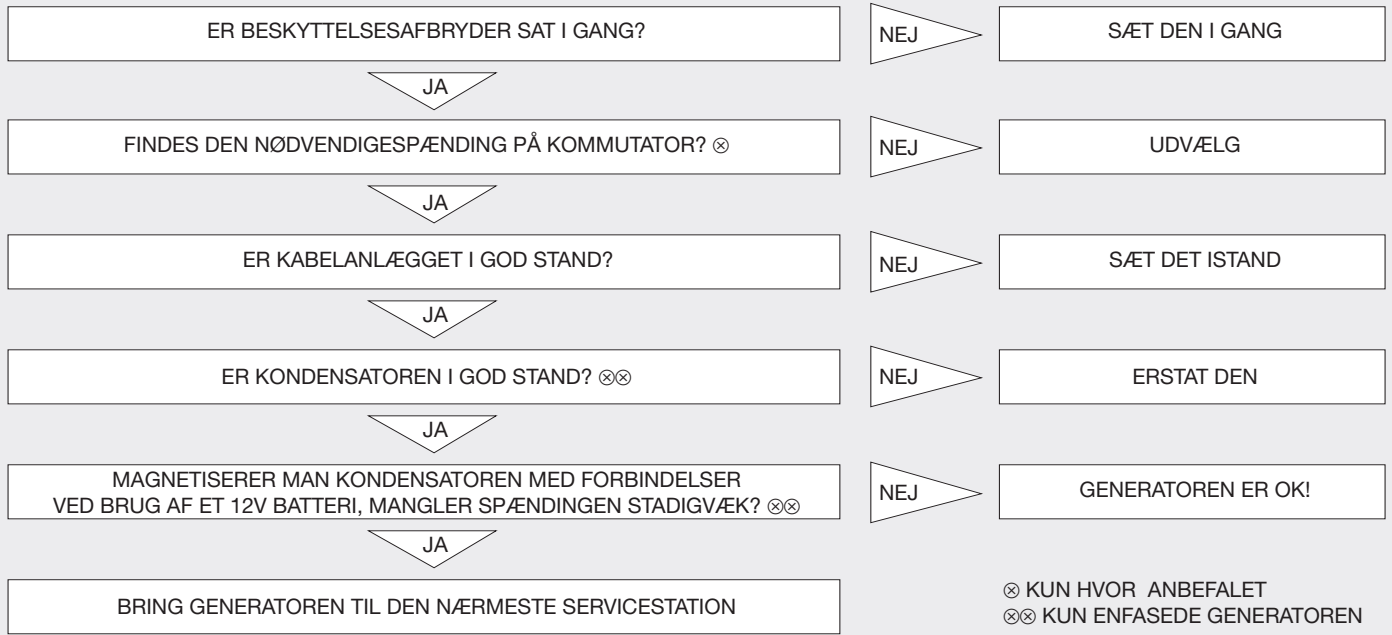 ER BESKYTTELSESAFBRYDER SAT I GANG?
NEJ
SÆT DEN I GANG
JA
FINDES DEN NØDVENDIGESPÆNDING PÅ KOMMUTATOR? ⊗
NEJ
UDVÆLG
JA
ER KABELANLÆGGET I GOD STAND?
NEJ
SÆT DET ISTAND
JA
ER KONDENSATOREN I GOD STAND? ⊗⊗
NEJ
ERSTAT DEN
JA
MAGNETISERER MAN KONDENSATOREN MED FORBINDELSER
VED BRUG AF ET 12V BATTERI, MANGLER SPÆNDINGEN STADIGVÆK? ⊗⊗
NEJ
GENERATOREN ER OK!
JA
BRING GENERATOREN TIL DEN NÆRMESTE SERVICESTATION
⊗ KUN HVOR ANBEFALET
⊗⊗ KUN ENFASEDE GENERATOREN